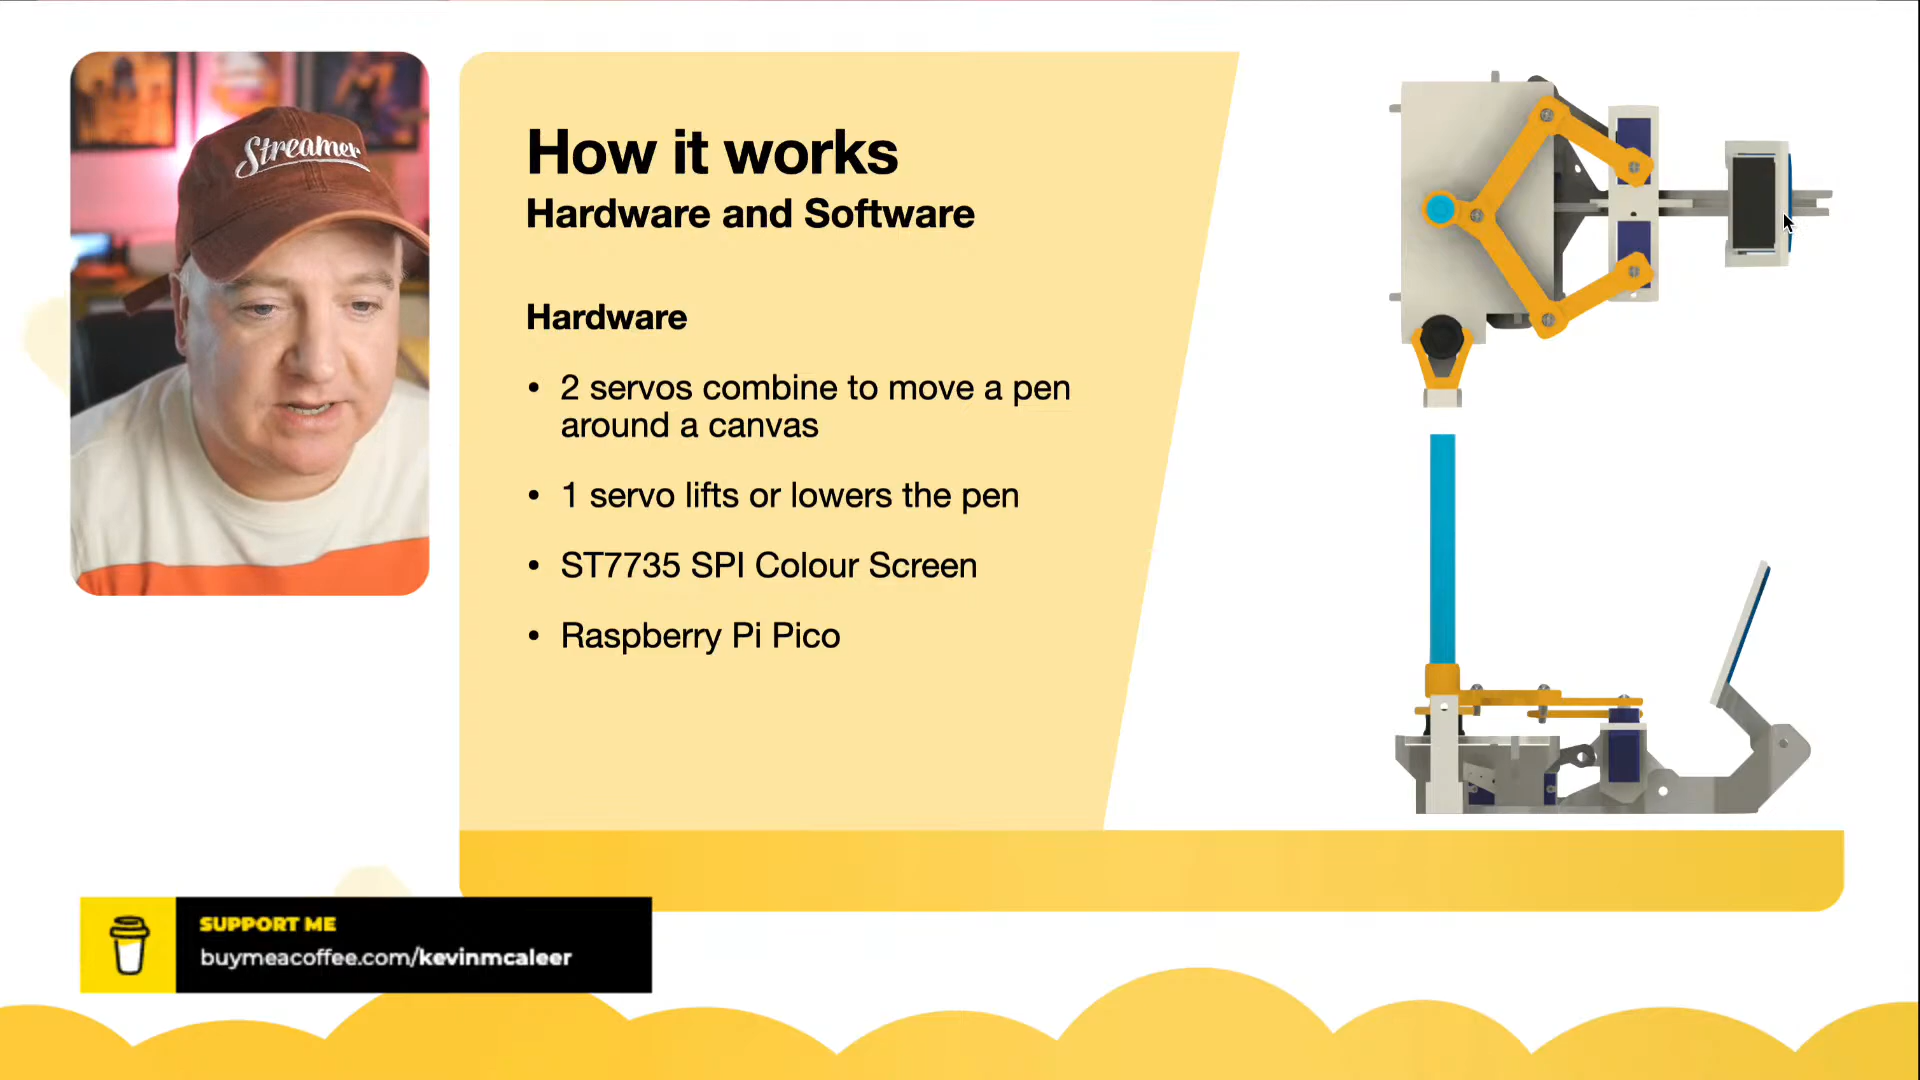 Streamer
How it works
Hardware and Software
Hardware
• 2 servos combine to move a pen
around a canvas
• 1 servo lifts or lowers the pen
• ST7735 SPI Colour Screen
• Raspberry Pi Pico
SUPPORT ME
buymeacoffee.com/kevinmcaleer